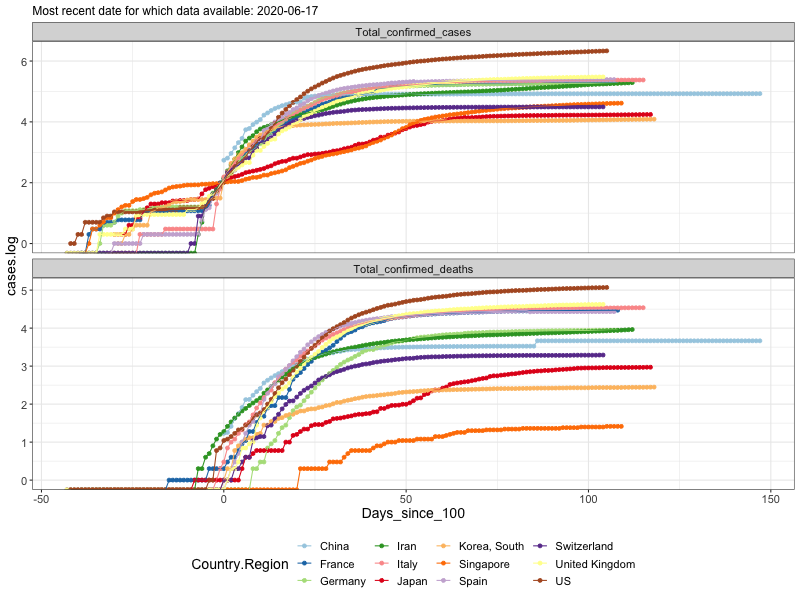 Most recent date for which data available: 2020-06-17
Total_confirmed_cases
6
4
2
0
cases.log
Total_confirmed_deaths
5
4
3
2
1
0
-50 0 50 100 150
Days_since_100
Country.Region
China Iran Korea, South Switzerland
France Italy Singapore United Kingdom
Germany Japan Spain US